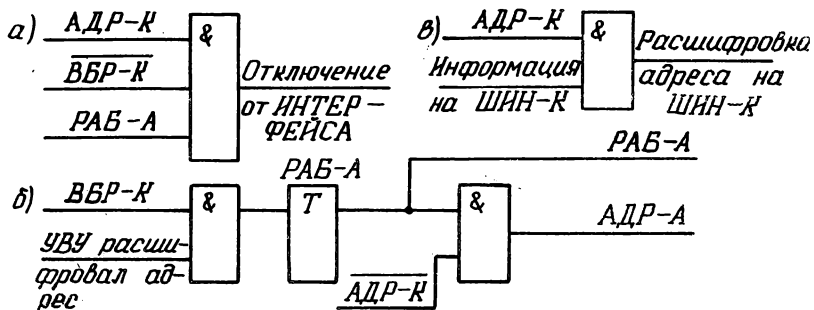 а)
АДР-К
&
ВБР-К
РАБ-А
Отключение
от ИНТЕР-
ФЕЙСА
в)
АДР-К
&
Информация
на ШИН-К
Расшифровка
адреса на
ШИН-К
б)
ВБР-К
&
УВУ расши-
фровал ад-
рес
РАБ-А
Т
&
АДР-К
РАБ-А
АДР-А